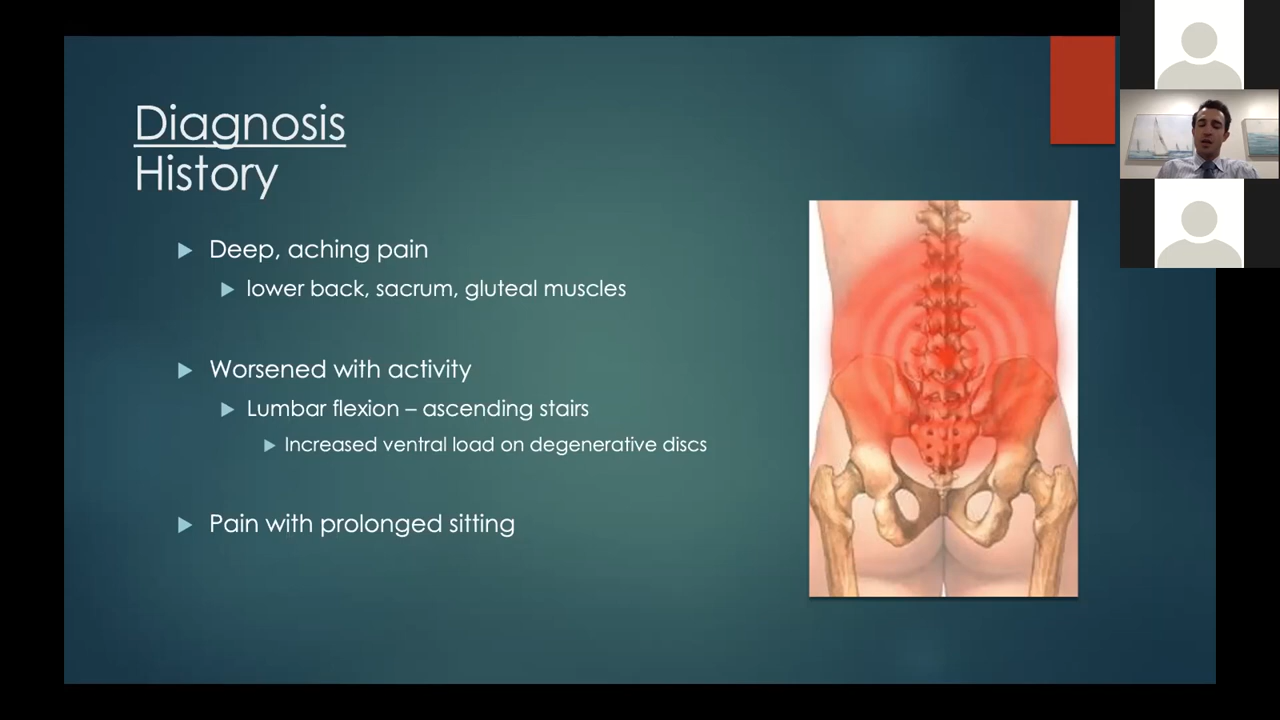 Diagnosis
History
Deep, aching pain
lower back, sacrum, gluteal muscles
Worsened with activity
Lumbar flexion – ascending stairs
Increased ventral load on degenerative discs
Pain with prolonged sitting